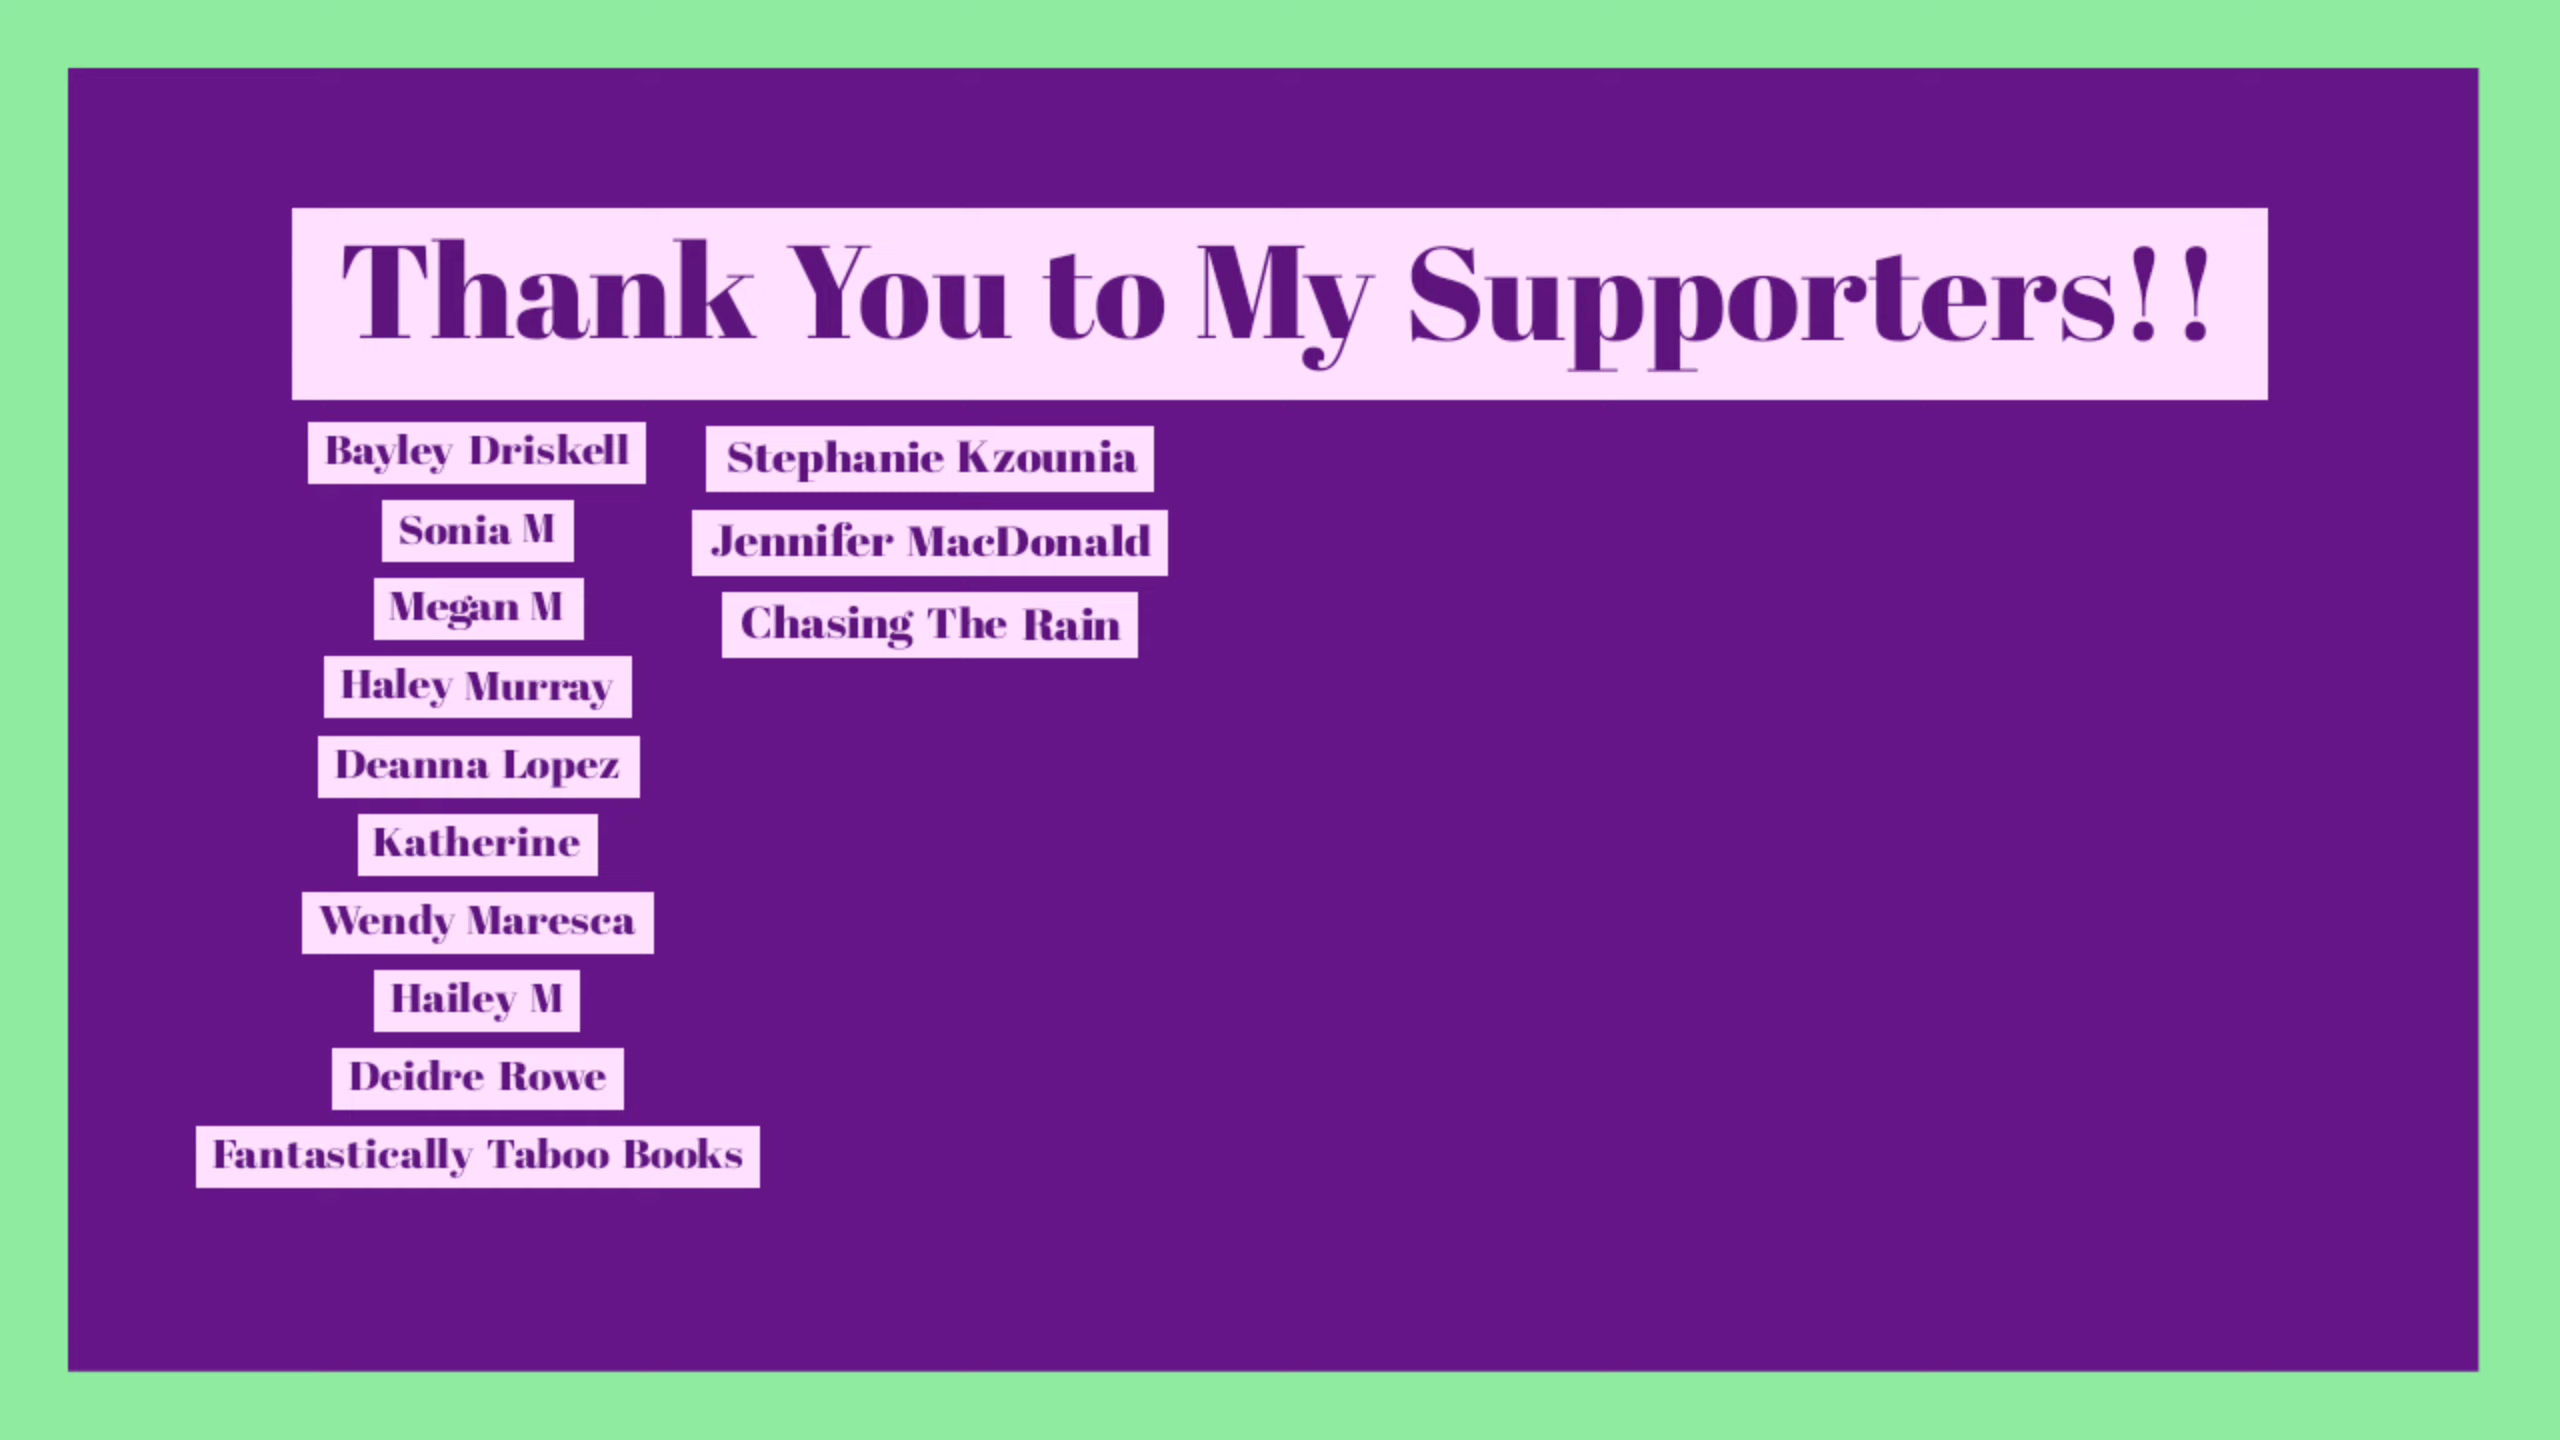 Thank You to My Supporters!!
Bayley Driskell
Sonia M
Megan M
Haley Murray
Deanna Lopez
Katherine
Wendy Maresca
Hailey M
Deidre Rowe
Fantastically Taboo Books
Stephanie Kzounia
Jennifer MacDonald
Chasing The Rain